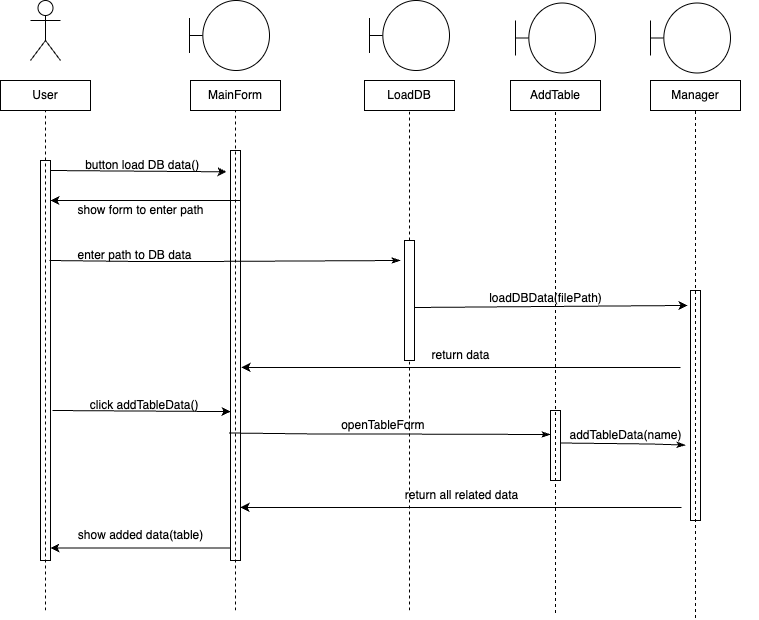 User
MainForm
LoadDB
AddTable
Manager
button load DB data()
show form to enter path
enter path to DB data
loadDBData(filePath)
return data
click addTableData()
openTableForm
addTableData(name)
return all related data
show added data(table)